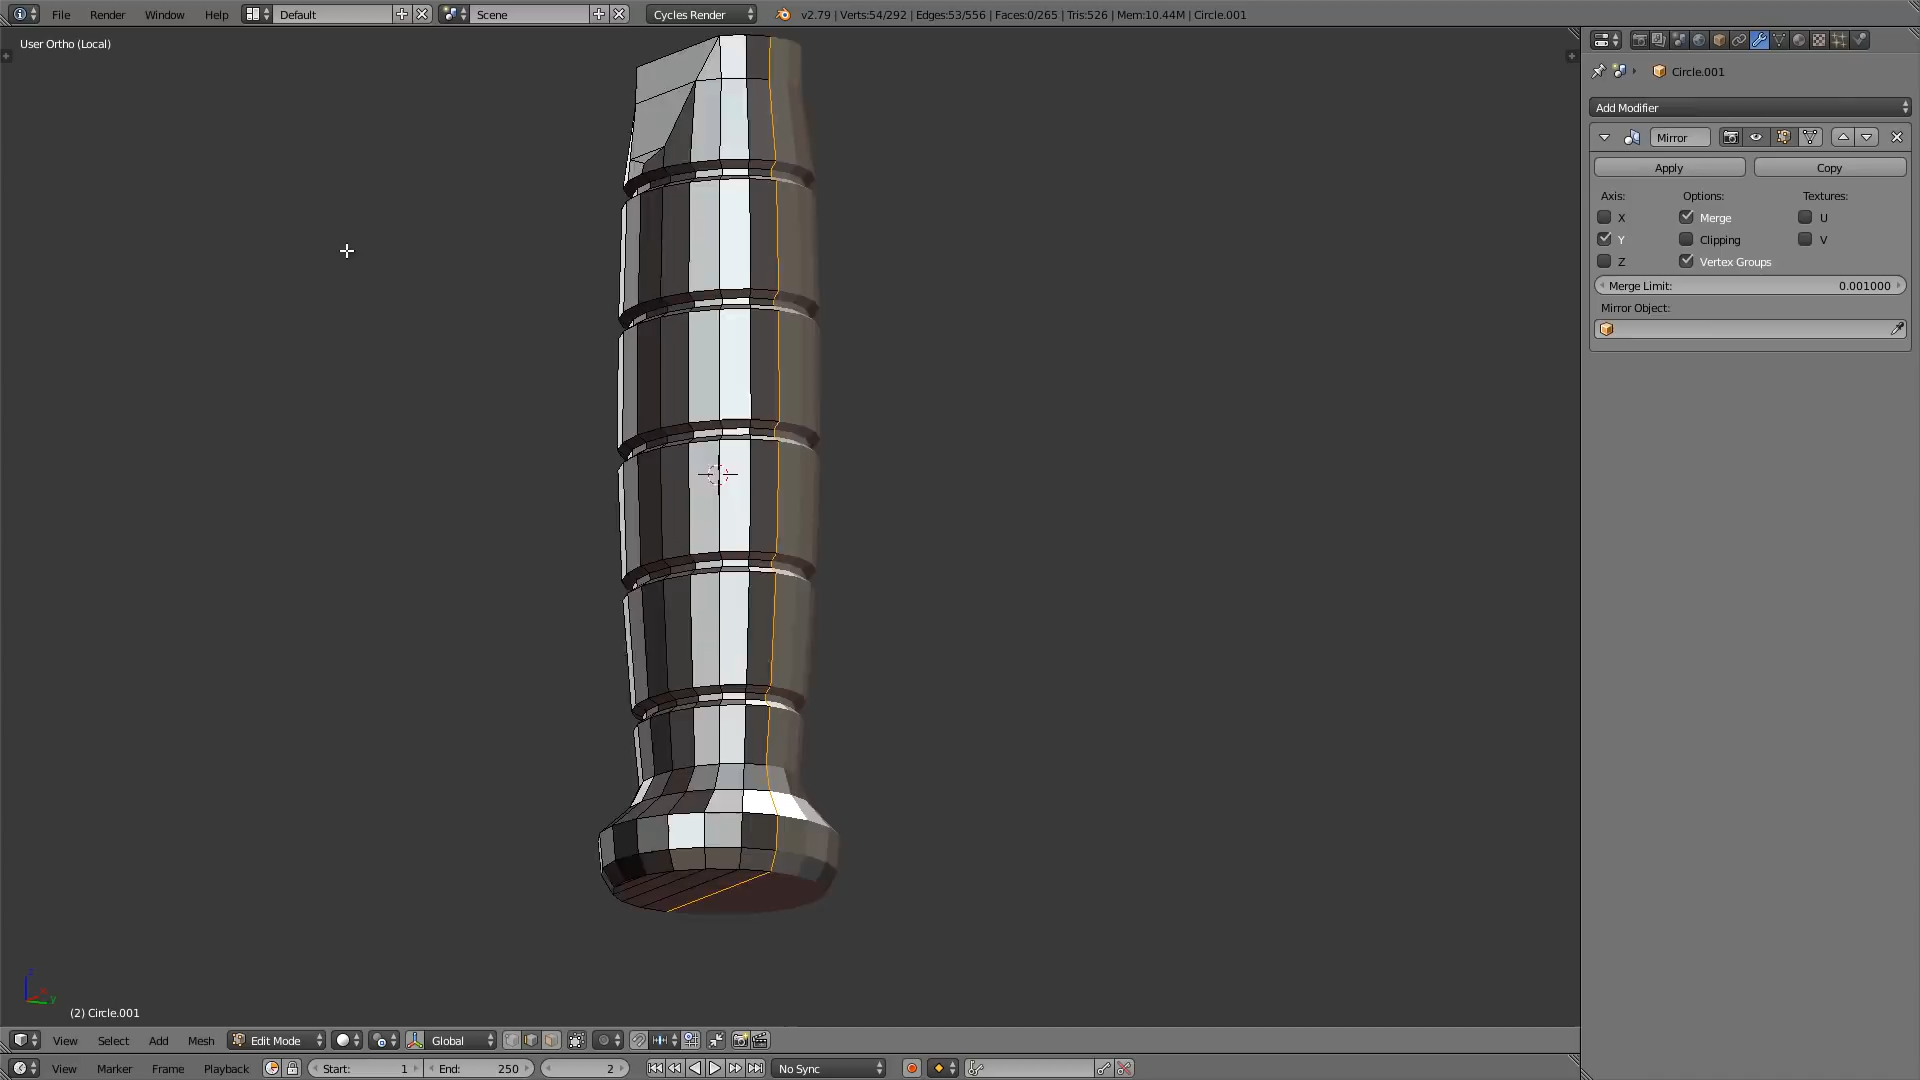 File Render Window Help Default Scene Cycles Render v2.79 | Verts:54/292 | Edges:53/556 | Faces:0/265 | Tris:526 | Mem:10.44M | Circle.001
User Ortho (Local)
Circle.001
Add Modifier
Mirror
Apply Copy
Axis: Options: Textures:
X Merge U
Y Clipping V
Z Vertex Groups
Merge Limit: 0.001000
Mirror Object:
z
x y
(2) Circle.001
View Select Add Mesh Edit Mode Global
View Marker Frame Playback Start: 1 End: 250 2 No Sync